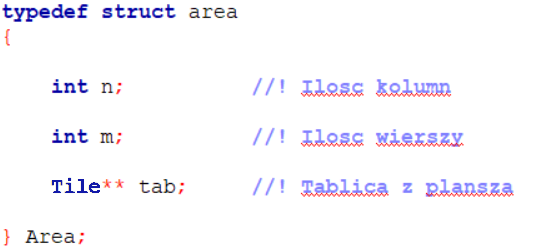 typedef struct area
{
int n; //! Ilosc kolumn
int m; //! Ilosc wierszy
Tile** tab; //! Tablica z plansza
} Area;